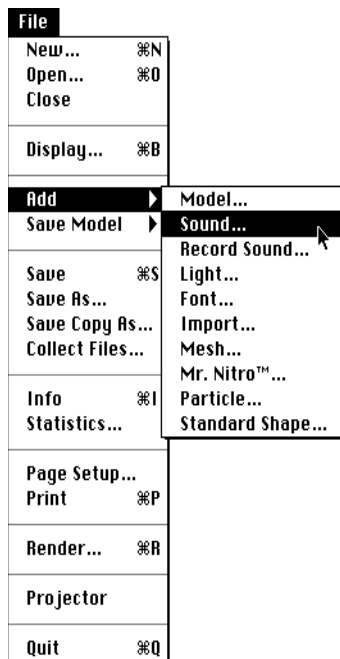 File
New... ⌘N
Open... ⌘O
Close
Display... ⌘B
Add
Save Model
Save ⌘S
Save As...
Save Copy As...
Collect Files...
Info ⌘I
Statistics...
Page Setup...
Print ⌘P
Render... ⌘R
Projector
Quit ⌘Q
Model...
Sound...
Record Sound...
Light...
Font...
Import...
Mesh...
Mr. Nitro™...
Particle...
Standard Shape...